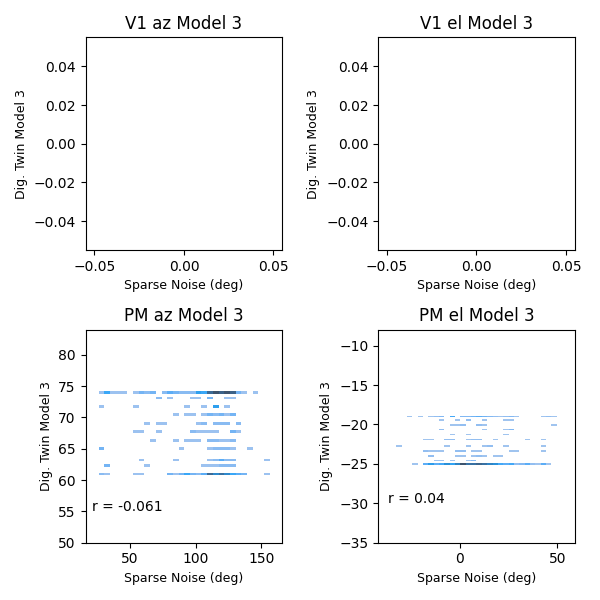 V1 az Model 3
Dig. Twin Model 3
0.04
0.02
0.00
−0.02
−0.04
−0.05
0.00
0.05
Sparse Noise (deg)
V1 el Model 3
Dig. Twin Model 3
0.04
0.02
0.00
−0.02
−0.04
−0.05
0.00
0.05
Sparse Noise (deg)
PM az Model 3
Dig. Twin Model 3
80
75
70
65
60
55
50
r = -0.061
50
100
150
Sparse Noise (deg)
PM el Model 3
Dig. Twin Model 3
−10
−15
−20
−25
−30
−35
r = 0.04
0
50
Sparse Noise (deg)